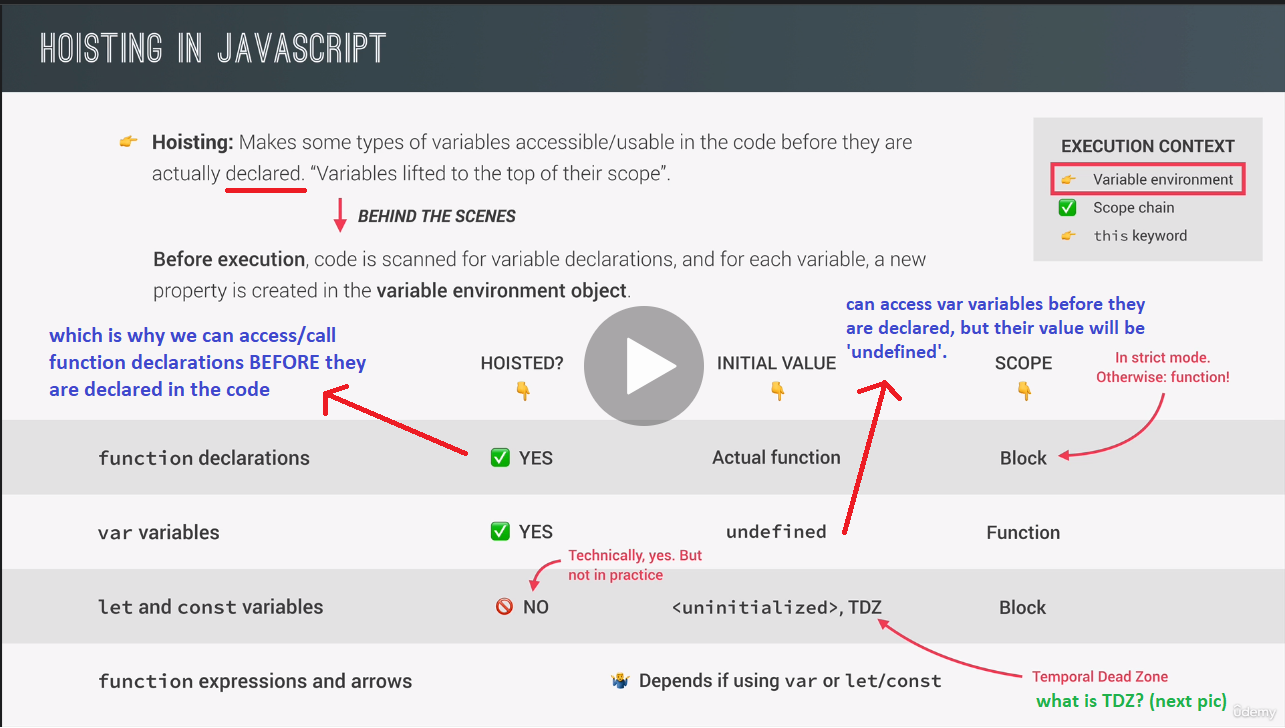 HOISTING IN JAVASCRIPT
👉 Hoisting: Makes some types of variables accessible/usable in the code before they are
actually declared. “Variables lifted to the top of their scope”.
BEHIND THE SCENES
Before execution, code is scanned for variable declarations, and for each variable, a new
property is created in the variable environment object.
EXECUTION CONTEXT
👉 Variable environment
✅ Scope chain
👉 this keyword
which is why we can access/call
function declarations BEFORE they
are declared in the code
can access var variables before they
are declared, but their value will be
'undefined'.
HOISTED?
INITIAL VALUE
SCOPE
In strict mode.
Otherwise: function!
👇 👇 👇
function declarations ✅ YES Actual function Block
var variables ✅ YES undefined Function
Technically, yes. But
not in practice
let and const variables 🚫 NO <uninitialized>, TDZ Block
function expressions and arrows 🤷‍♂️ Depends if using var or let/const
Temporal Dead Zone
what is TDZ? (next pic)
ûdemy